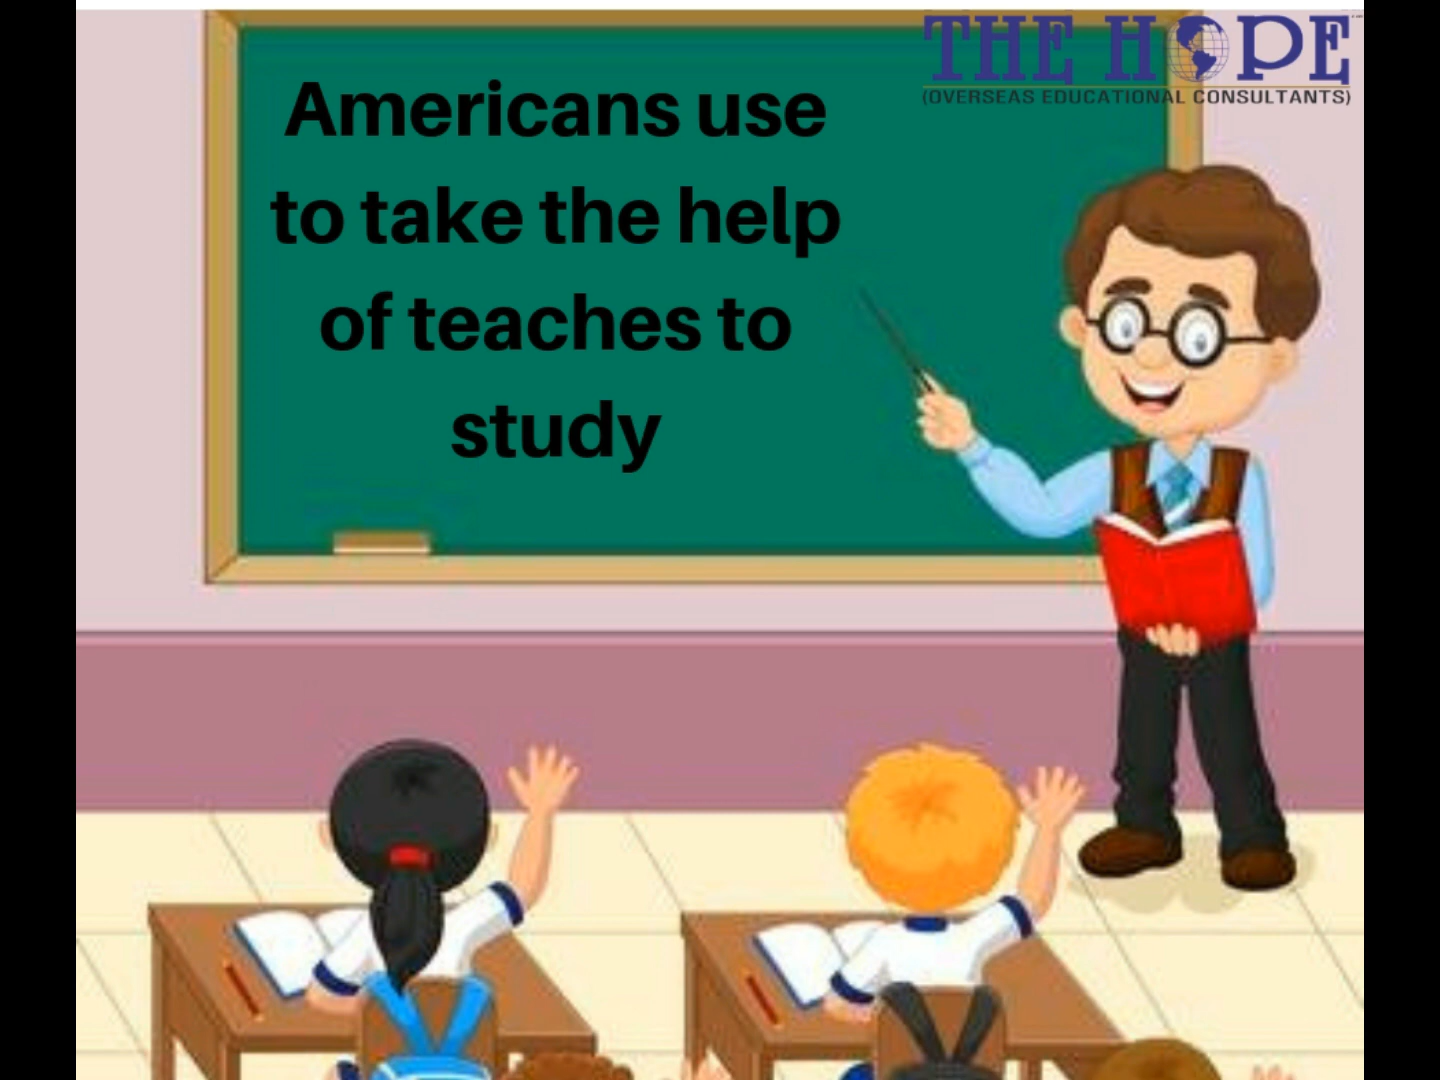 THE HOPE
(OVERSEAS EDUCATIONAL CONSULTANTS)
Americans use
to take the help
of teaches to
study